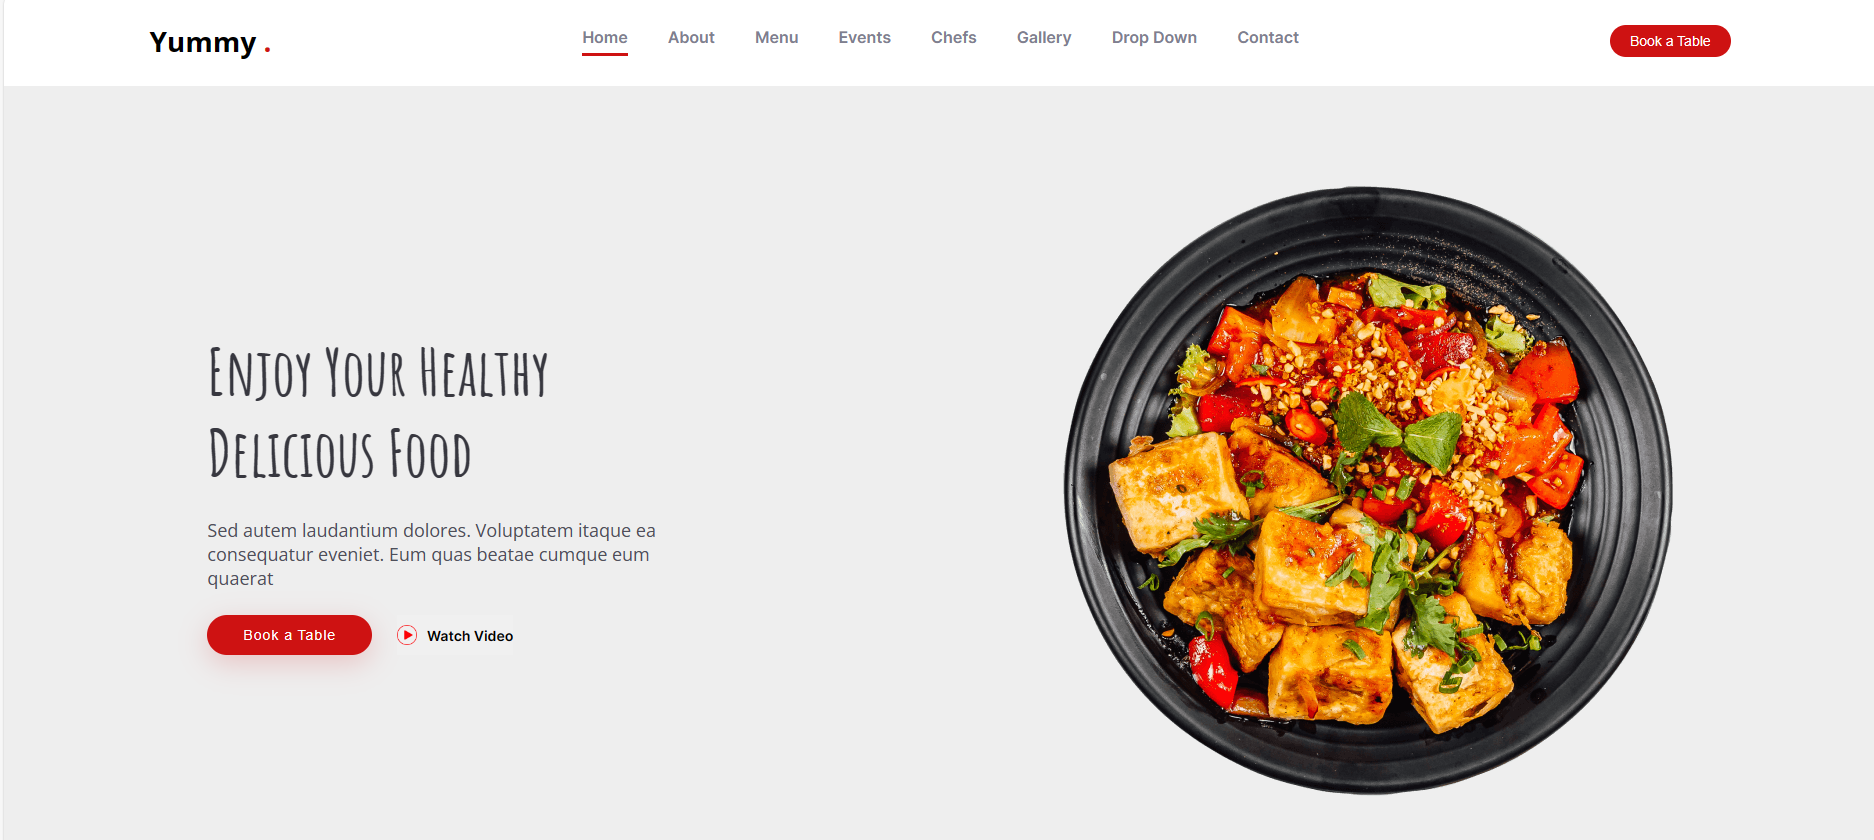 Yummy .
Home About Menu Events Chefs Gallery Drop Down Contact
Book a Table
Enjoy Your Healthy
Delicious Food
Sed autem laudantium dolores. Voluptatem itaque ea
consequatur eveniet. Eum quas beatae cumque eum
quaerat
Book a Table
Watch Video